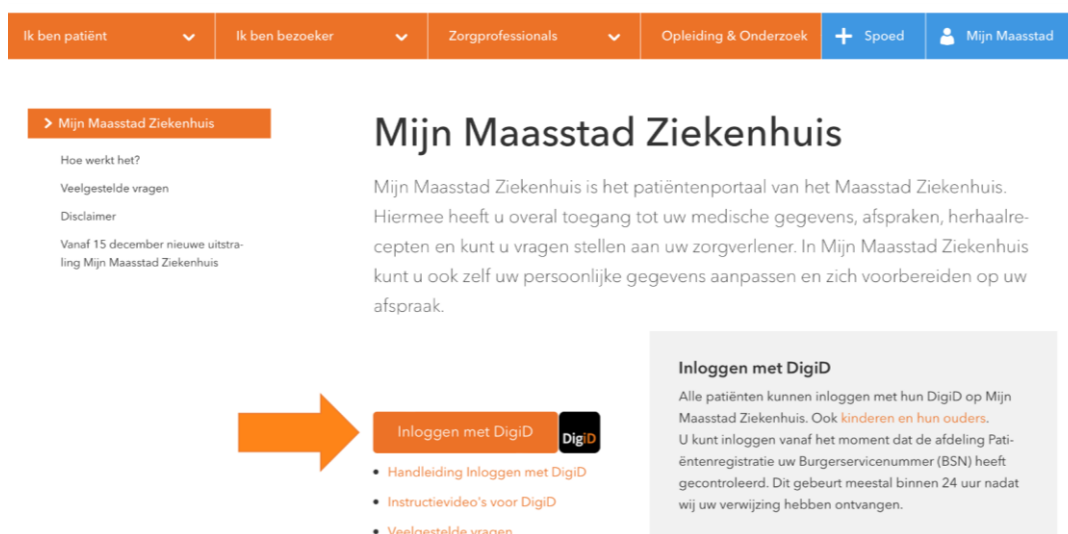 Ik ben patiënt
Ik ben bezoeker
Zorgprofessionals
Opleiding & Onderzoek
Spoed
Mijn Maasstad
Mijn Maasstad Ziekenhuis
Hoe werkt het?
Veelgestelde vragen
Disclaimer
Vanaf 15 december nieuwe uitstra-
ling Mijn Maasstad Ziekenhuis
Mijn Maasstad Ziekenhuis
Mijn Maasstad Ziekenhuis is het patiëntenportaal van het Maasstad Ziekenhuis.
Hiermee heeft u overal toegang tot uw medische gegevens, afspraken, herhaalre-
cepten en kunt u vragen stellen aan uw zorgverlener. In Mijn Maasstad Ziekenhuis
kunt u ook zelf uw persoonlijke gegevens aanpassen en zich voorbereiden op uw
afspraak.
Inloggen met DigiD
DigiD
• Handleiding Inloggen met DigiD
• Instructievideo's voor DigiD
• Veelgestelde vragen
Inloggen met DigiD
Alle patiënten kunnen inloggen met hun DigiD op Mijn
Maasstad Ziekenhuis. Ook kinderen en hun ouders.
U kunt inloggen vanaf het moment dat de afdeling Pati-
ëntenregistratie uw Burgerservicenummer (BSN) heeft
gecontroleerd. Dit gebeurt meestal binnen 24 uur nadat
wij uw verwijzing hebben ontvangen.